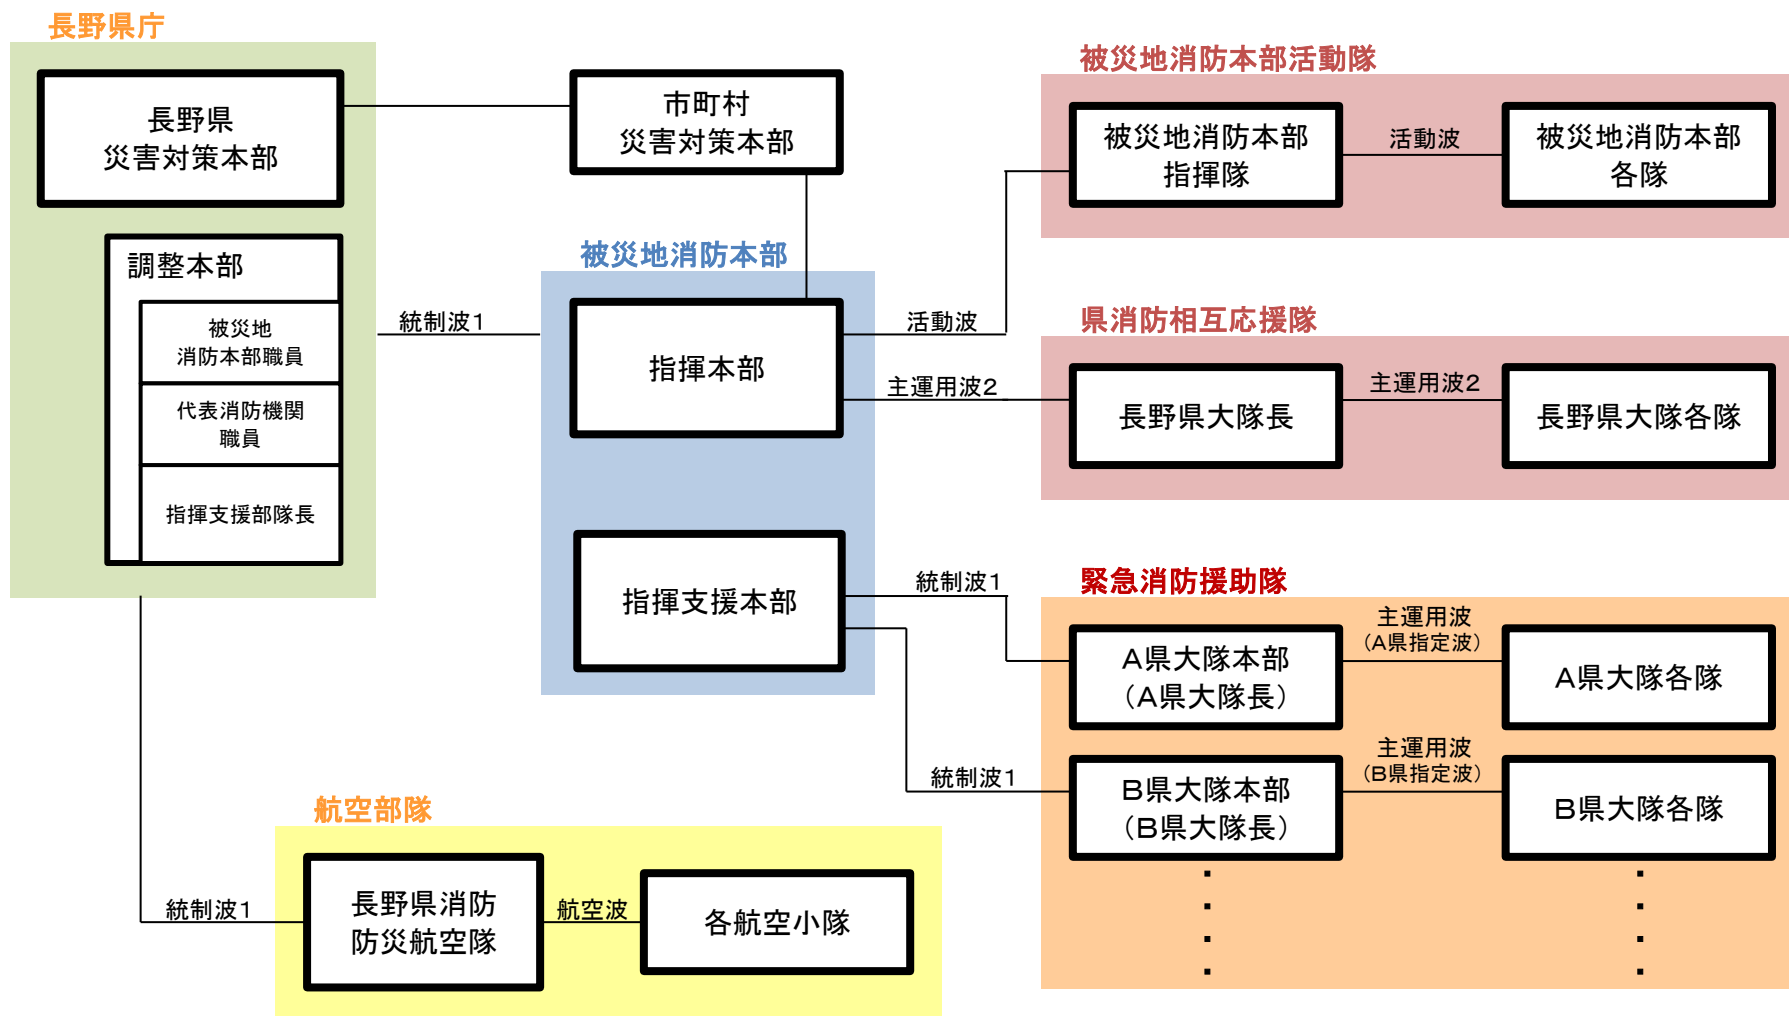 長野県庁
長野県
災害対策本部
調整本部
被災地
消防本部職員
代表消防機関
職員
指揮支援部隊長
市町村
災害対策本部
統制波1
被災地消防本部
指揮本部
指揮支援本部
活動波
主運用波2
統制波1
統制波1
被災地消防本部活動隊
被災地消防本部
指揮隊
活動波
被災地消防本部
各隊
県消防相互応援隊
長野県大隊長
主運用波2
長野県大隊各隊
緊急消防援助隊
A県大隊本部
（A県大隊長）
主運用波
（A県指定波）
A県大隊各隊
B県大隊本部
（B県大隊長）
主運用波
（B県指定波）
B県大隊各隊
・
・
・
・
・
・
・
・
航空部隊
統制波1
長野県消防
防災航空隊
航空波
各航空小隊